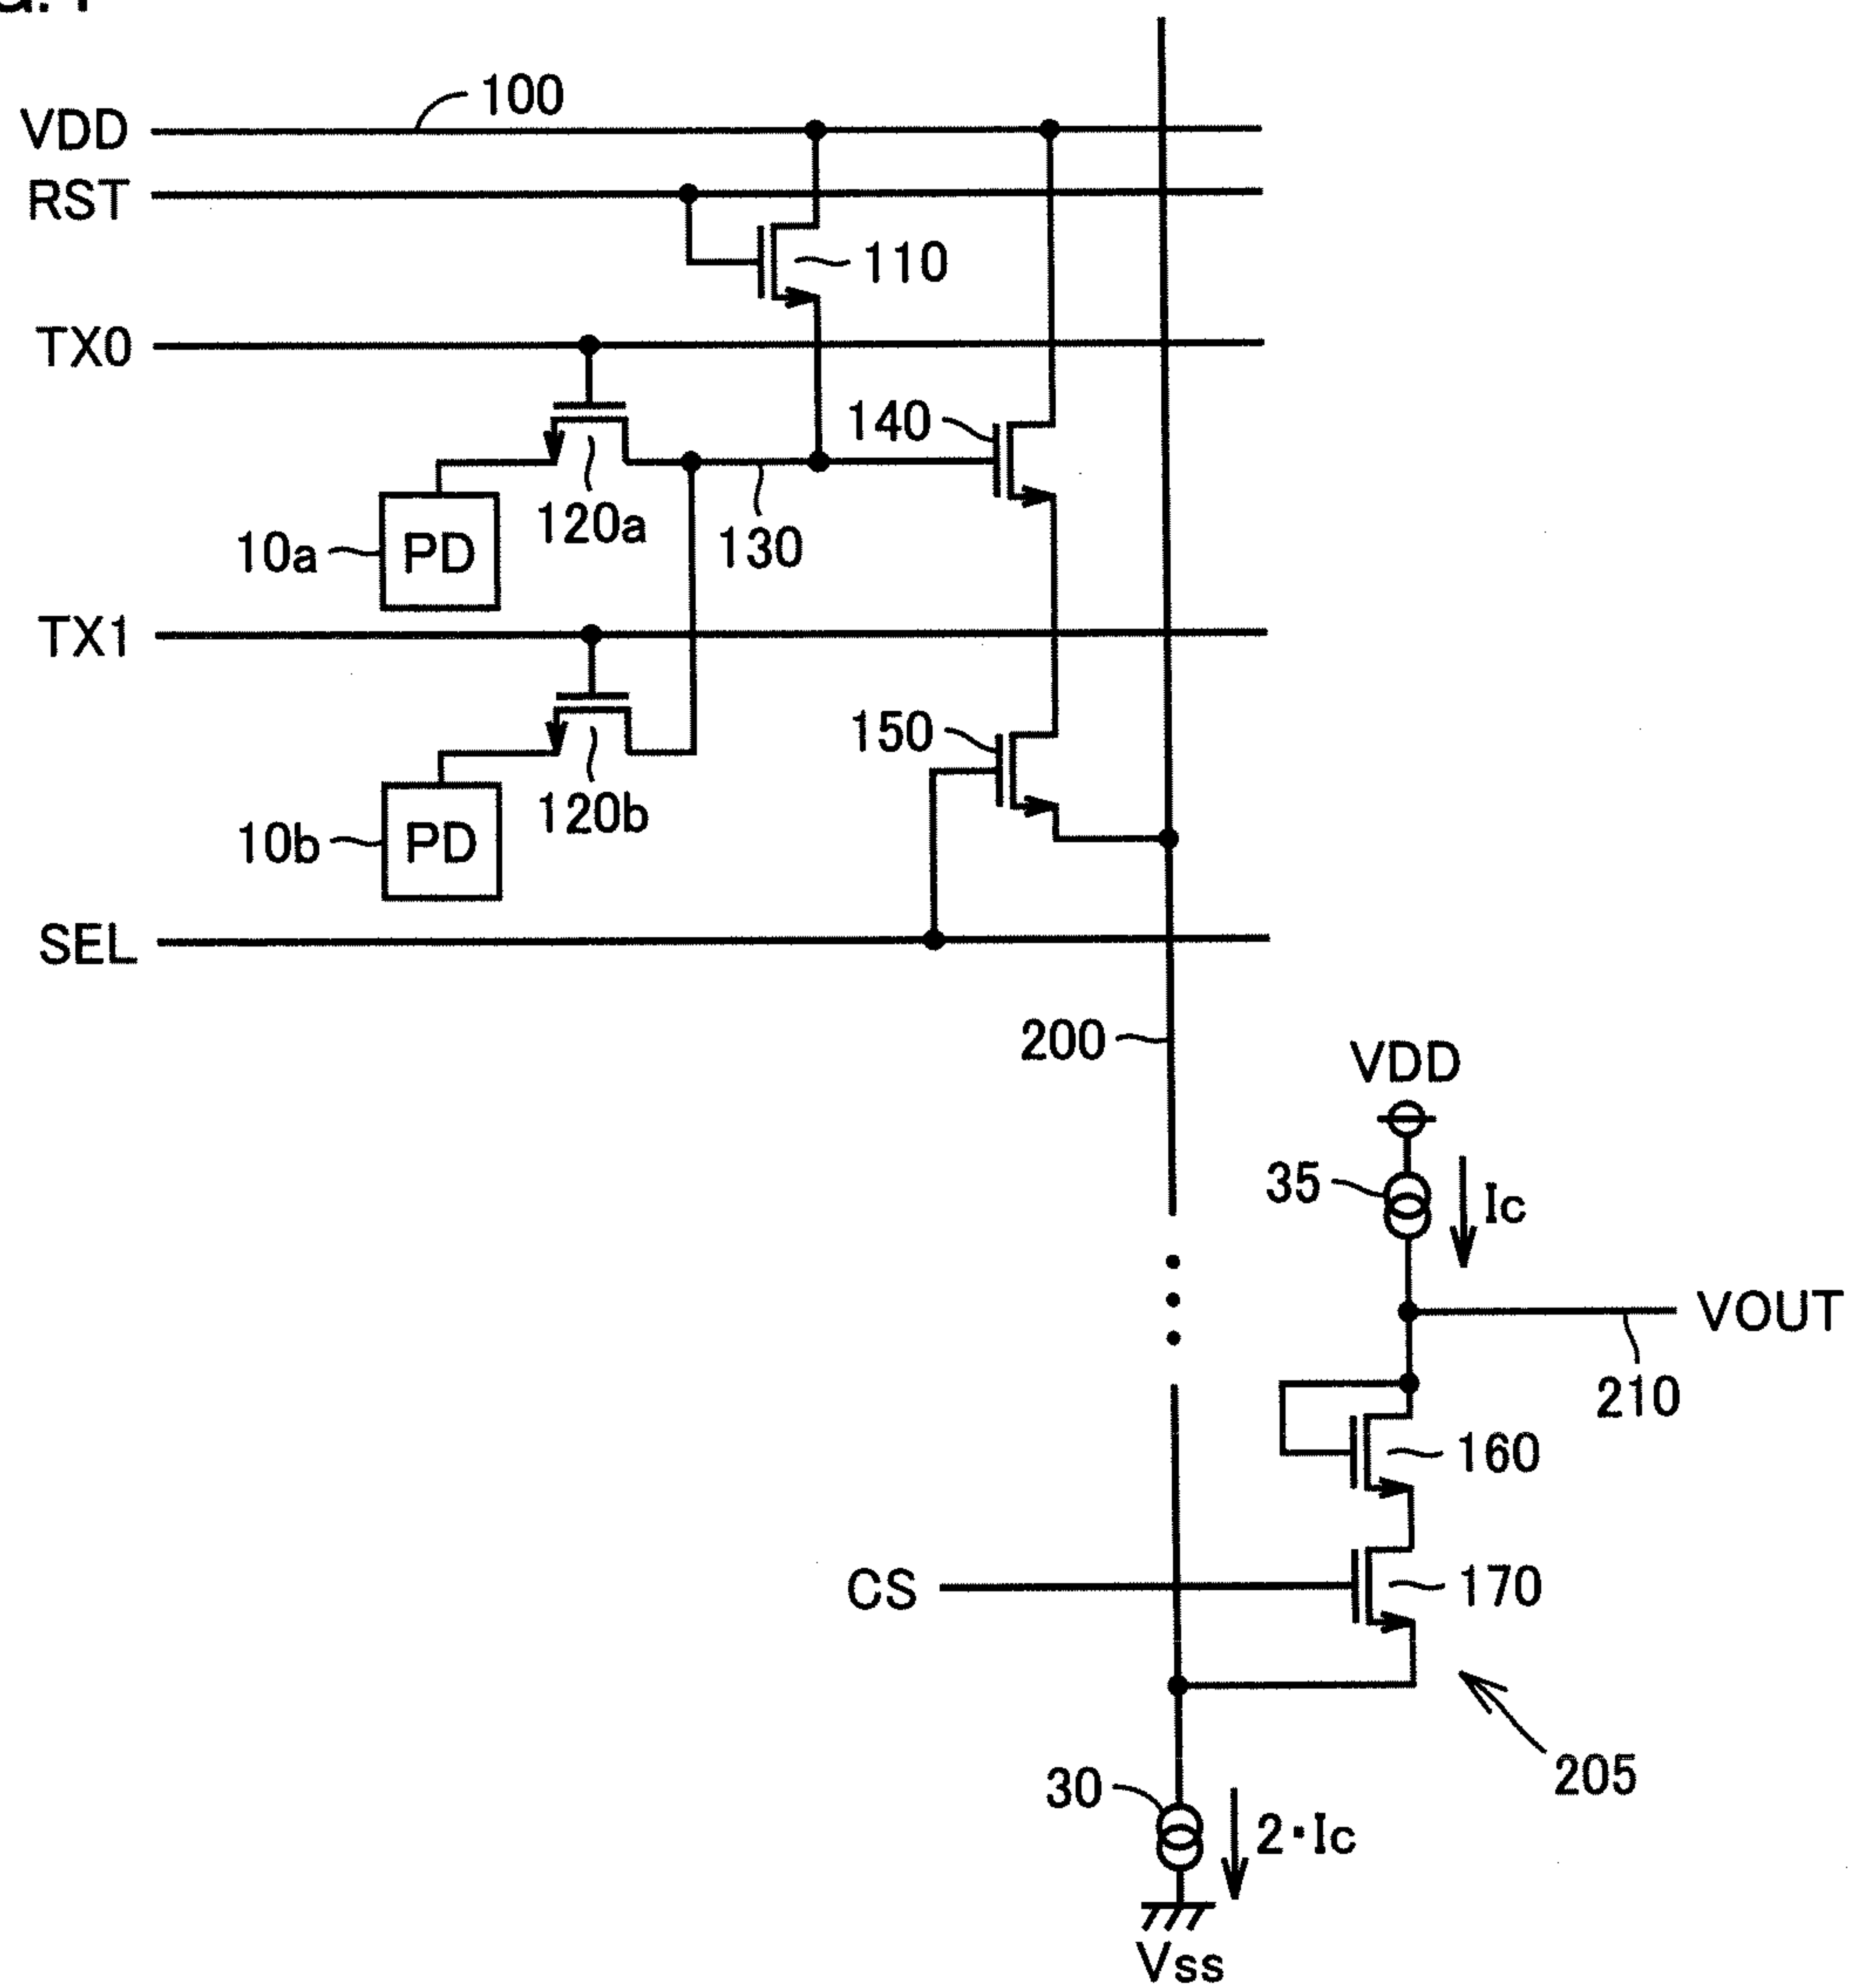 100
VDD
RST
110
TX0
140
120a
130
10a
PD
TX1
150
120b
10b
PD
SEL
200
VDD
35
Ic
VOUT
210
160
CS
170
205
30
2·Ic
Vss